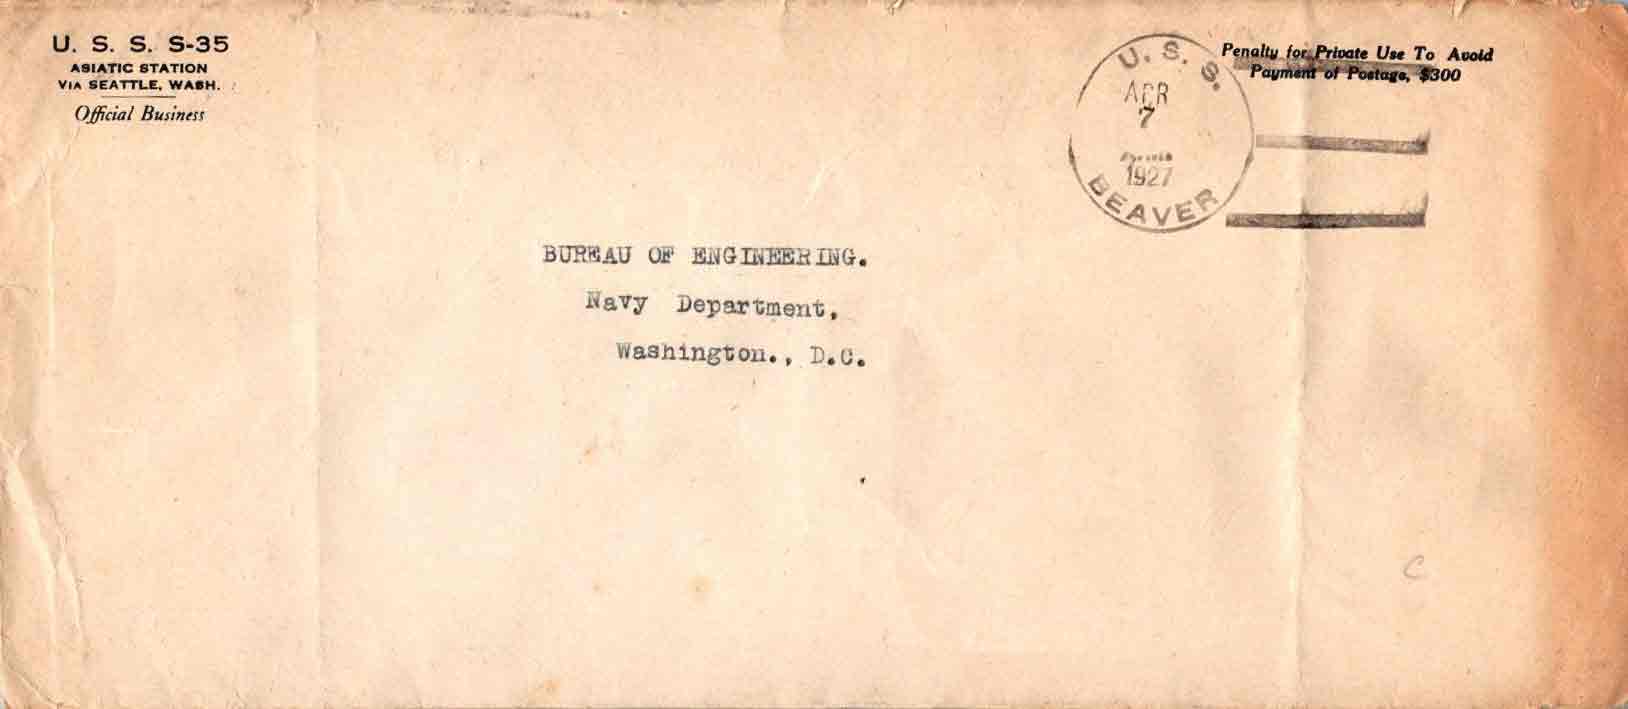 U. S. S. S-35
ASIATIC STATION
VIA SEATTLE, WASH.
Official Business
U. S. S.
APR
7
1927
BEAVER
Penalty for Private Use To Avoid
Payment of Postage, $300
BUREAU OF ENGINEERING.
Navy Department,
Washington., D.C.
C